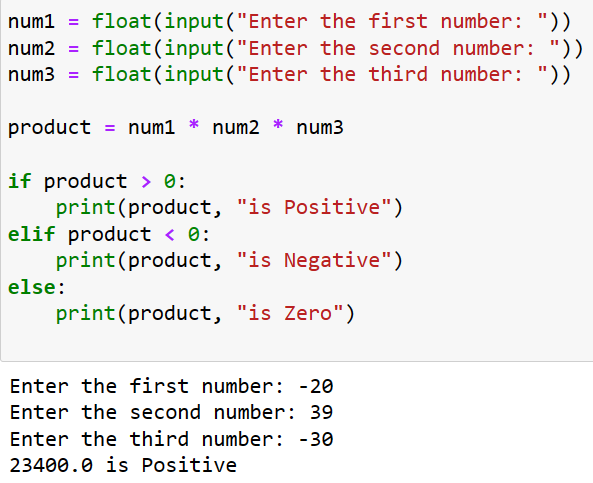 num1 = float(input("Enter the first number: "))
num2 = float(input("Enter the second number: "))
num3 = float(input("Enter the third number: "))

product = num1 * num2 * num3

if product > 0:
    print(product, "is Positive")
elif product < 0:
    print(product, "is Negative")
else:
    print(product, "is Zero")

Enter the first number: -20
Enter the second number: 39
Enter the third number: -30
23400.0 is Positive